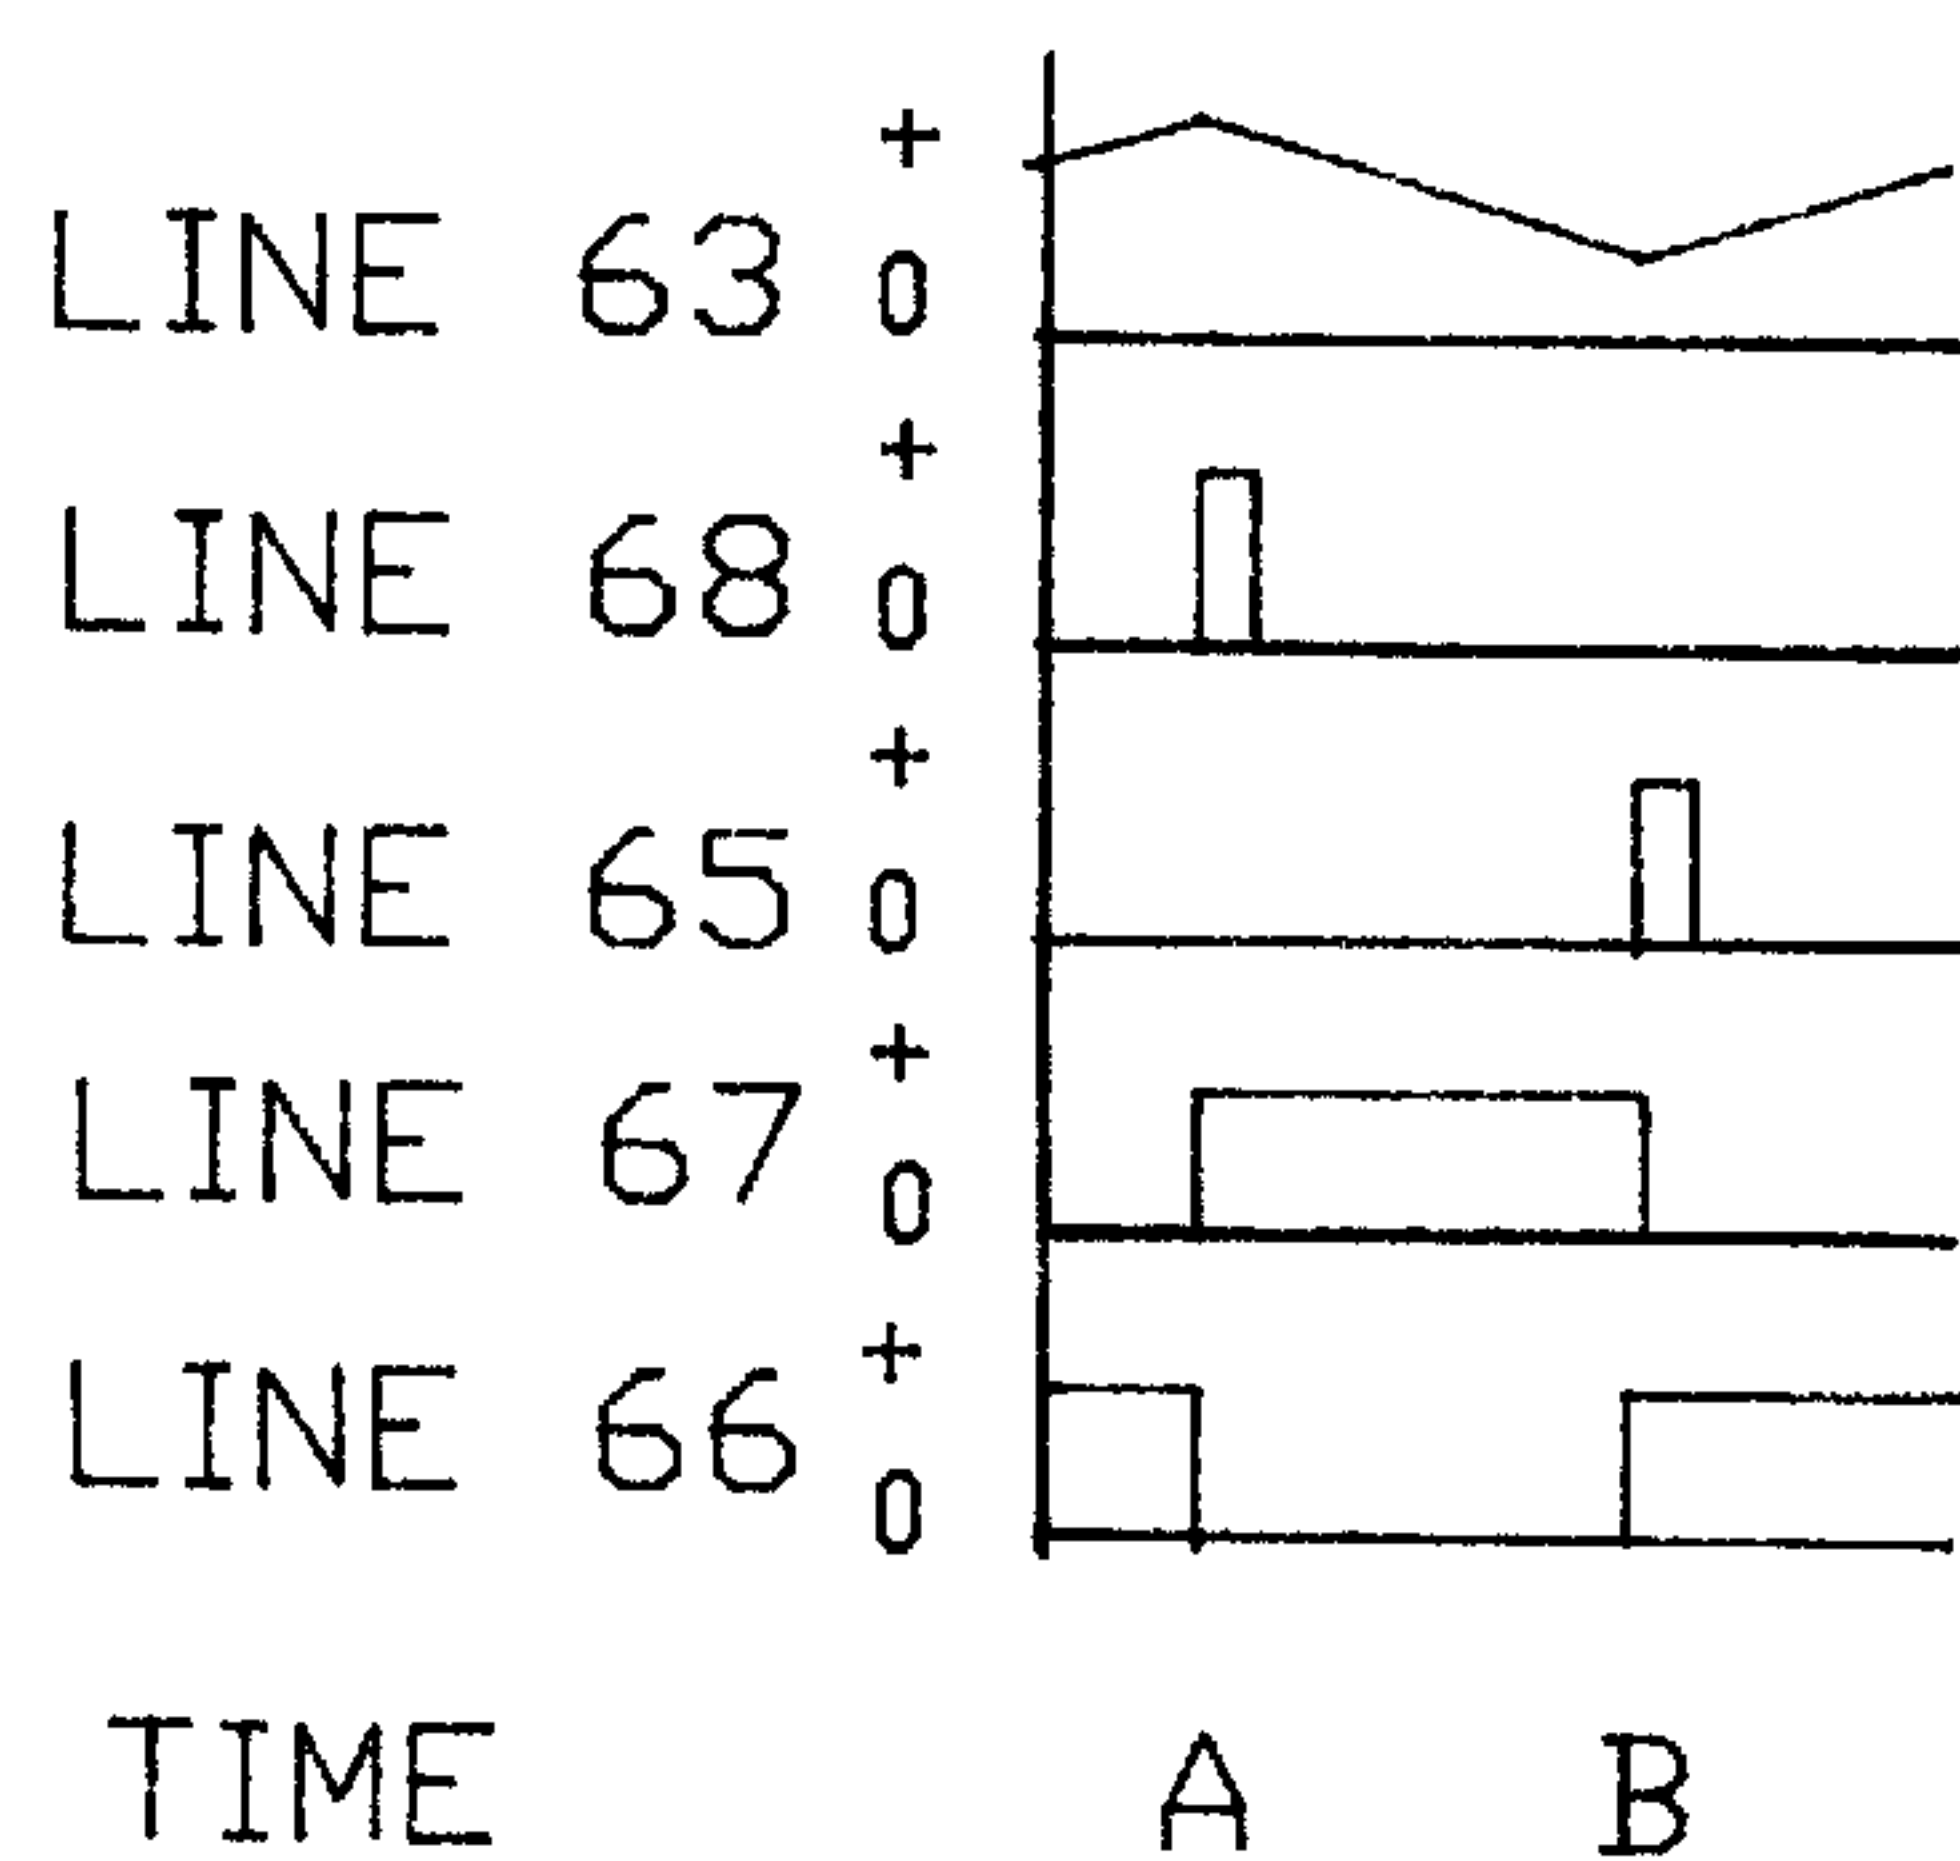 +
LINE 63 0
+
LINE 68 0
+
LINE 65 0
+
LINE 67 0
+
LINE 66 0
TIME A B